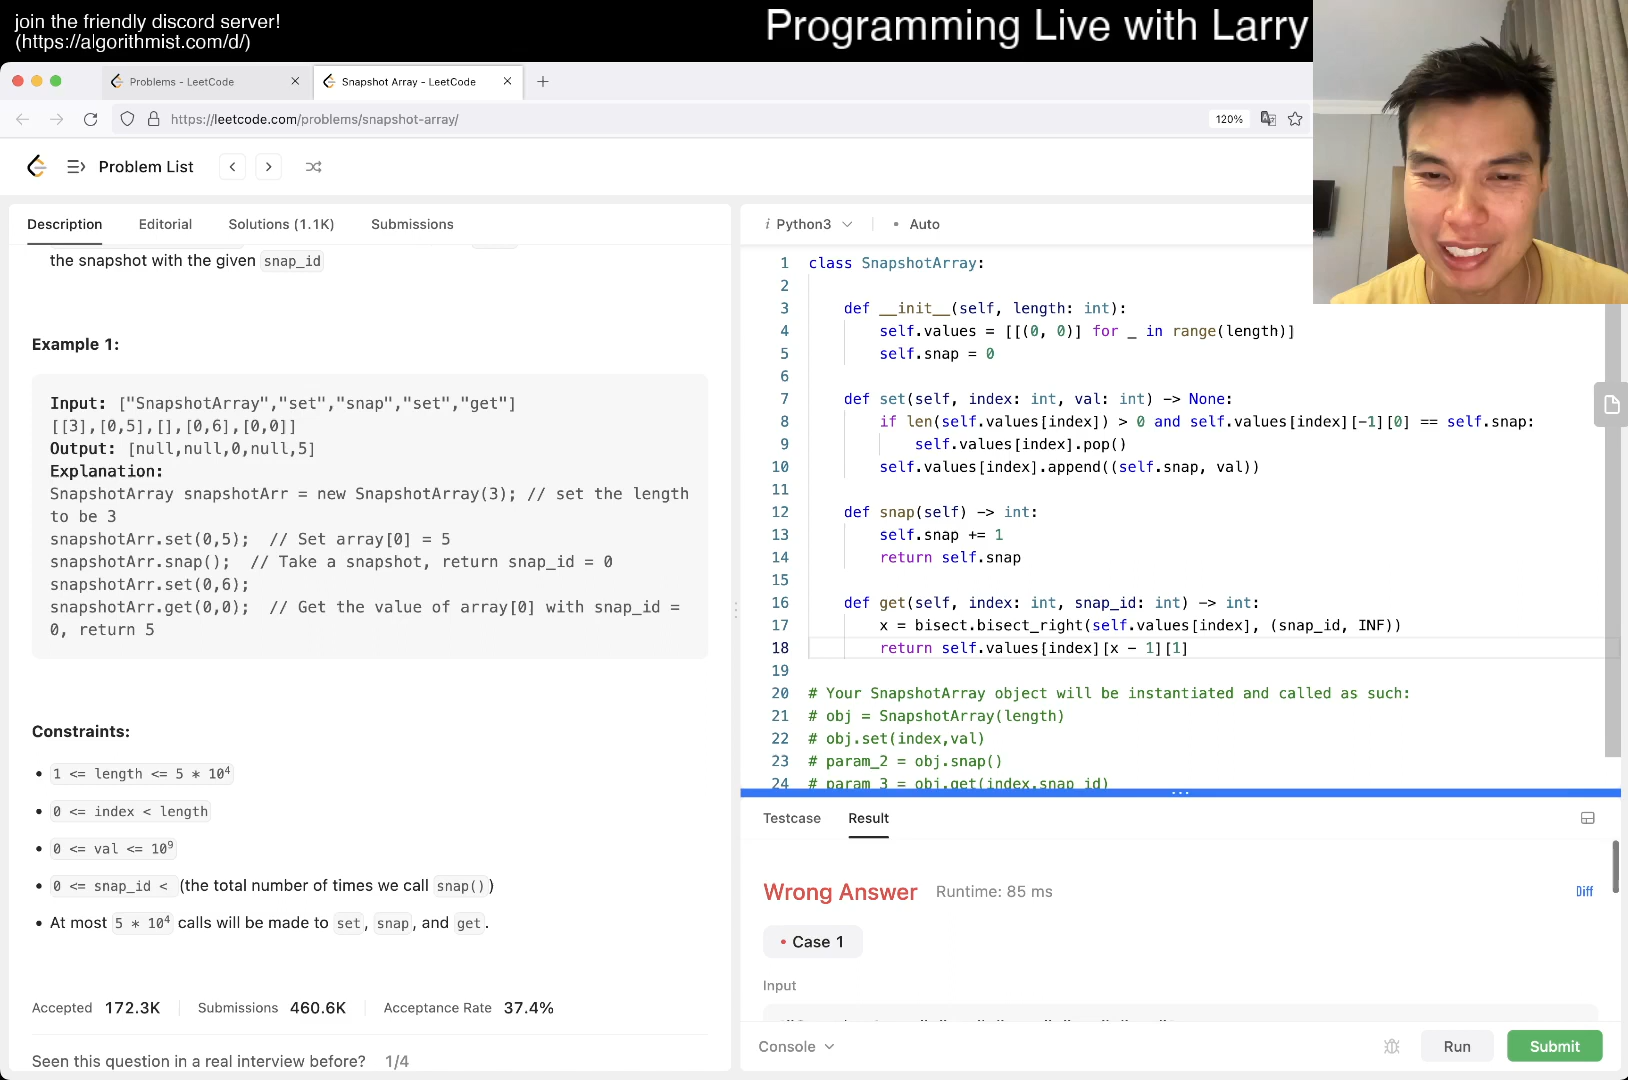 join the friendly discord server!
(https://algorithmist.com/d/)
Programming Live with Larry
Problems - LeetCode
Snapshot Array - LeetCode
https://leetcode.com/problems/snapshot-array/
120%
Problem List
Description
Editorial
Solutions (1.1K)
Submissions
the snapshot with the given snap_id
Example 1:
Input: ["SnapshotArray","set","snap","set","get"]
[[3],[0,5],[],[0,6],[0,0]]
Output: [null,null,0,null,5]
Explanation:
SnapshotArray snapshotArr = new SnapshotArray(3); // set the length
to be 3
snapshotArr.set(0,5);  // Set array[0] = 5
snapshotArr.snap();  // Take a snapshot, return snap_id = 0
snapshotArr.set(0,6);
snapshotArr.get(0,0);  // Get the value of array[0] with snap_id =
0, return 5
Constraints:
• 1 <= length <= 5 * 10⁴
• 0 <= index < length
• 0 <= val <= 10⁹
• 0 <= snap_id < (the total number of times we call snap())
• At most 5 * 10⁴ calls will be made to set, snap, and get.
Accepted 172.3K
Submissions 460.6K
Acceptance Rate 37.4%
Seen this question in a real interview before? 1/4
i Python3
• Auto
1 class SnapshotArray:
2
3     def __init__(self, length: int):
4         self.values = [[(0, 0)] for _ in range(length)]
5         self.snap = 0
6
7     def set(self, index: int, val: int) -> None:
8         if len(self.values[index]) > 0 and self.values[index][-1][0] == self.snap:
9             self.values[index].pop()
10         self.values[index].append((self.snap, val))
11
12     def snap(self) -> int:
13         self.snap += 1
14         return self.snap
15
16     def get(self, index: int, snap_id: int) -> int:
17         x = bisect.bisect_right(self.values[index], (snap_id, INF))
18         return self.values[index][x - 1][1]
19
20 # Your SnapshotArray object will be instantiated and called as such:
21 # obj = SnapshotArray(length)
22 # obj.set(index,val)
23 # param_2 = obj.snap()
24 # param_3 = obj.get(index,snap_id)
Testcase
Result
Wrong Answer
Runtime: 85 ms
Diff
• Case 1
Input
Console
Run
Submit